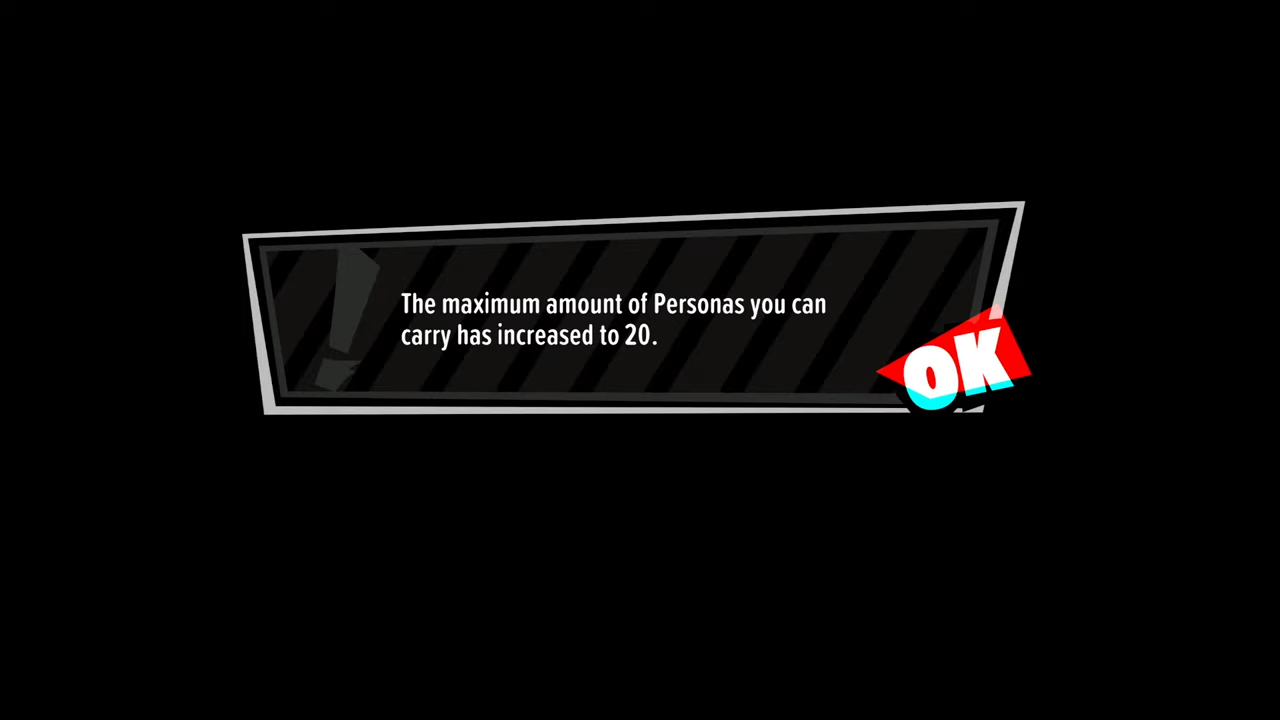 The maximum amount of Personas you can
carry has increased to 20.
OK